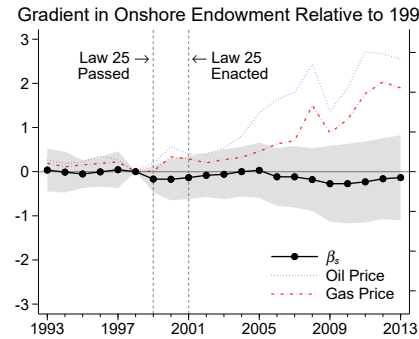 Gradient in Onshore Endowment Relative to 199
3
2
1
0
-1
-2
-3
Law 25 → ← Law 25
Passed Enacted
βs
Oil Price
Gas Price
1993 1997 2001 2005 2009 2013